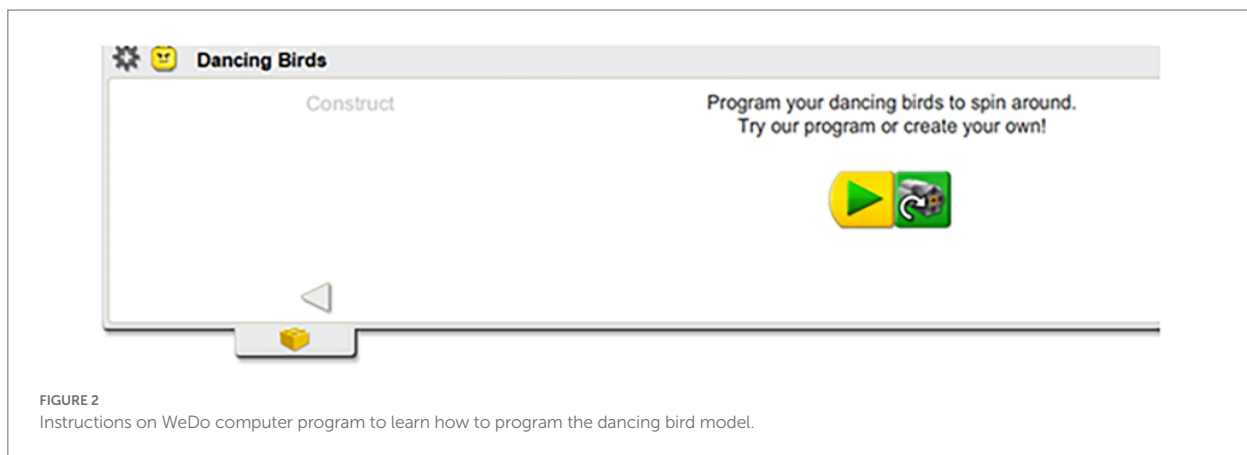 Dancing Birds
Construct
Program your dancing birds to spin around.
Try our program or create your own!
FIGURE 2
Instructions on WeDo computer program to learn how to program the dancing bird model.